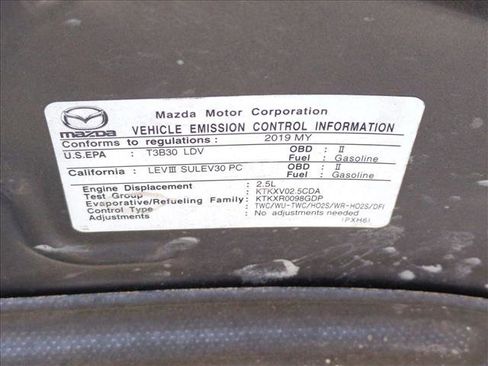 mazda
Mazda Motor Corporation
VEHICLE EMISSION CONTROL INFORMATION
Conforms to regulations: 2019 MY
U.S.EPA : T3B30 LDV OBD : II
Fuel : Gasoline
California : LEVIII SULEV30 PC OBD : II
Fuel : Gasoline
Engine Displacement : 2.5L
Test Group : KTKXV02.5CDA
Evaporative/Refueling Family: KTKXR0098GDP
Control Type : TWC/WU-TWC/HO2S/WR-HO2S/DFI
Adjustment : No adjustments needed
(PXH6)